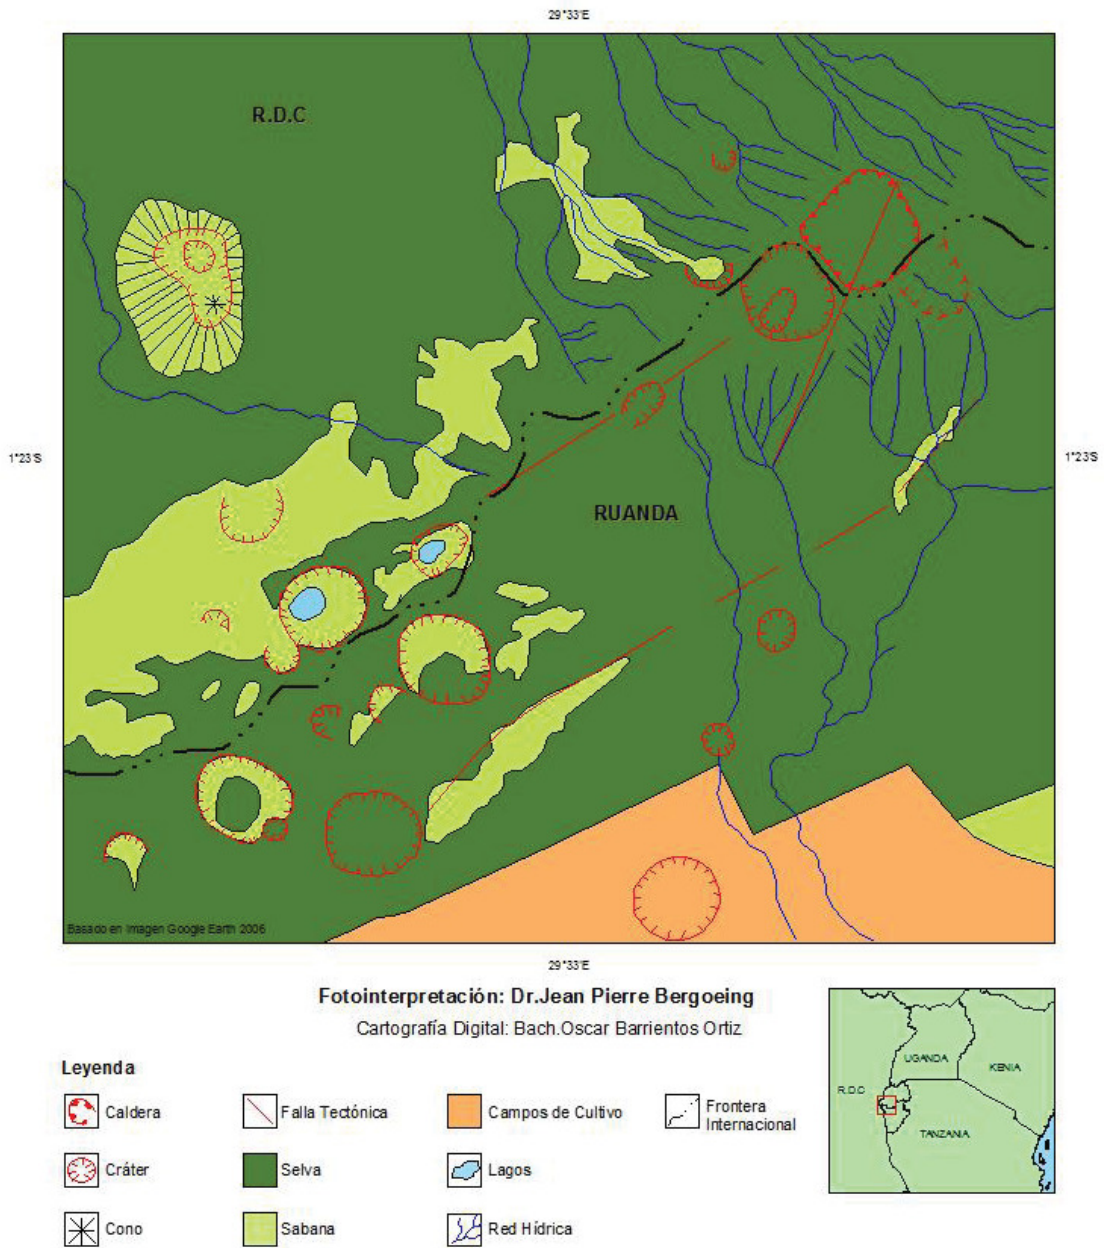 29°33'E
R.D.C
1°23'S
1°23'S
RUANDA
Basado en Imagen Google Earth 2006
29°33'E
Fotointerpretación: Dr.Jean Pierre Bergoeing
Cartografía Digital: Bach.Oscar Barrientos Ortiz
Leyenda
Caldera
Falla Tectónica
Campos de Cultivo
Frontera
Internacional
Cráter
Selva
Lagos
Cono
Sabana
Red Hídrica
UGANDA
KENIA
R.D.C
TANZANIA